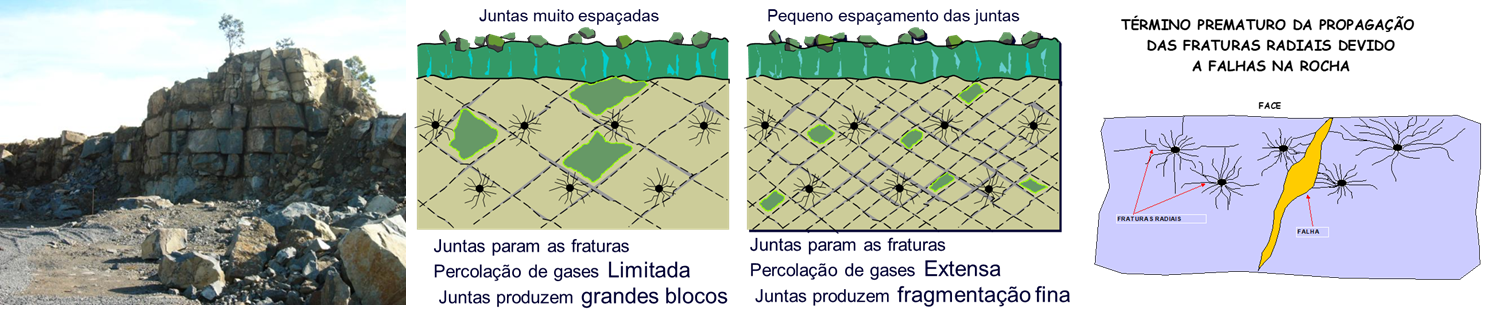 Juntas muito espaçadas
Juntas param as fraturas
Percolação de gases Limitada
Juntas produzem grandes blocos
Pequeno espaçamento das juntas
Juntas param as fraturas
Percolação de gases Extensa
Juntas produzem fragmentação fina
TÉRMINO PREMATURO DA PROPAGAÇÃO
DAS FRATURAS RADIAIS DEVIDO
A FALHAS NA ROCHA
FACE
FRATURAS RADIAIS
FALHA